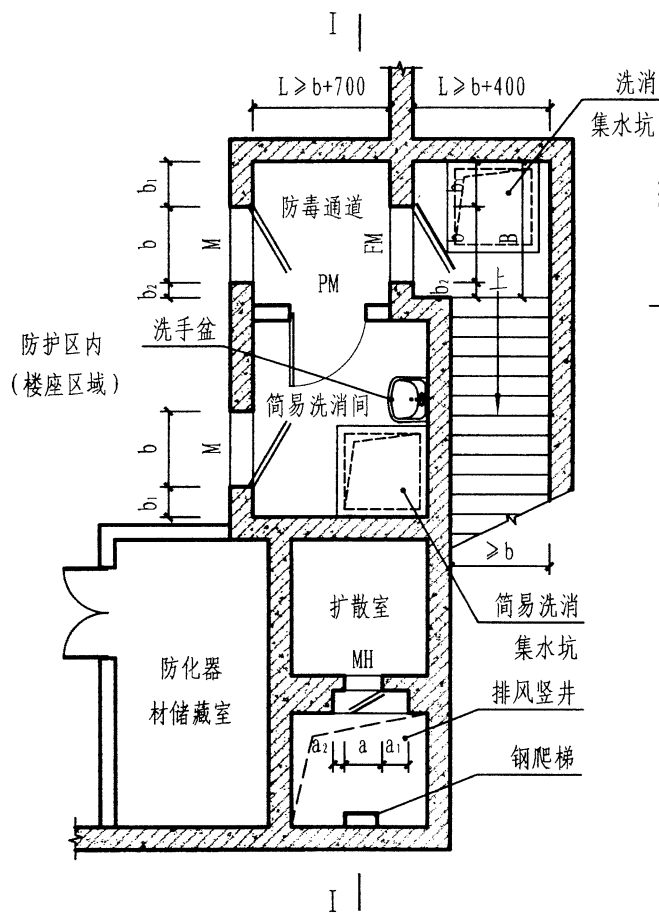 I
L≥b+700
L≥b+400
洗消
集水坑
b₁
b
b₂
M
防毒通道
FM
b₁
b
b₂
B
上
PM
洗手盆
防护区内
(楼座区域)
简易洗消间
b
b₁
M
≥b
扩散室
简易洗消
集水坑
MH
防化器
材储藏室
排风竖井
a₂
a
a₁
钢爬梯
I